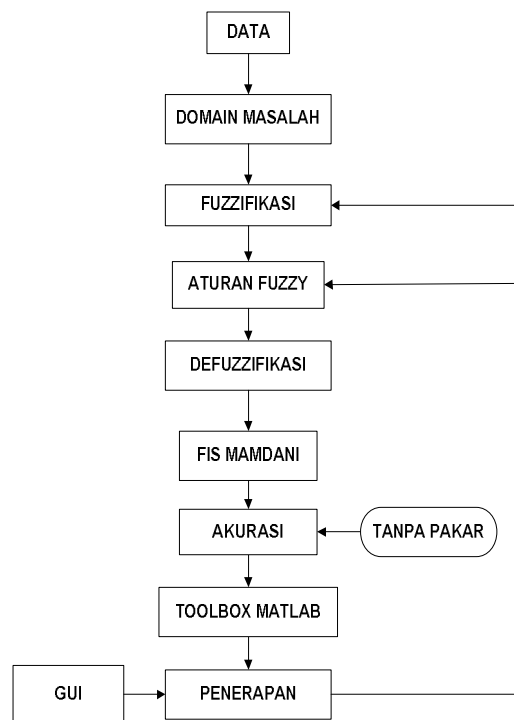 DATA
DOMAIN MASALAH
FUZZIFIKASI
ATURAN FUZZY
DEFUZZIFIKASI
FIS MAMDANI
AKURASI
TANPA PAKAR
TOOLBOX MATLAB
GUI
PENERAPAN